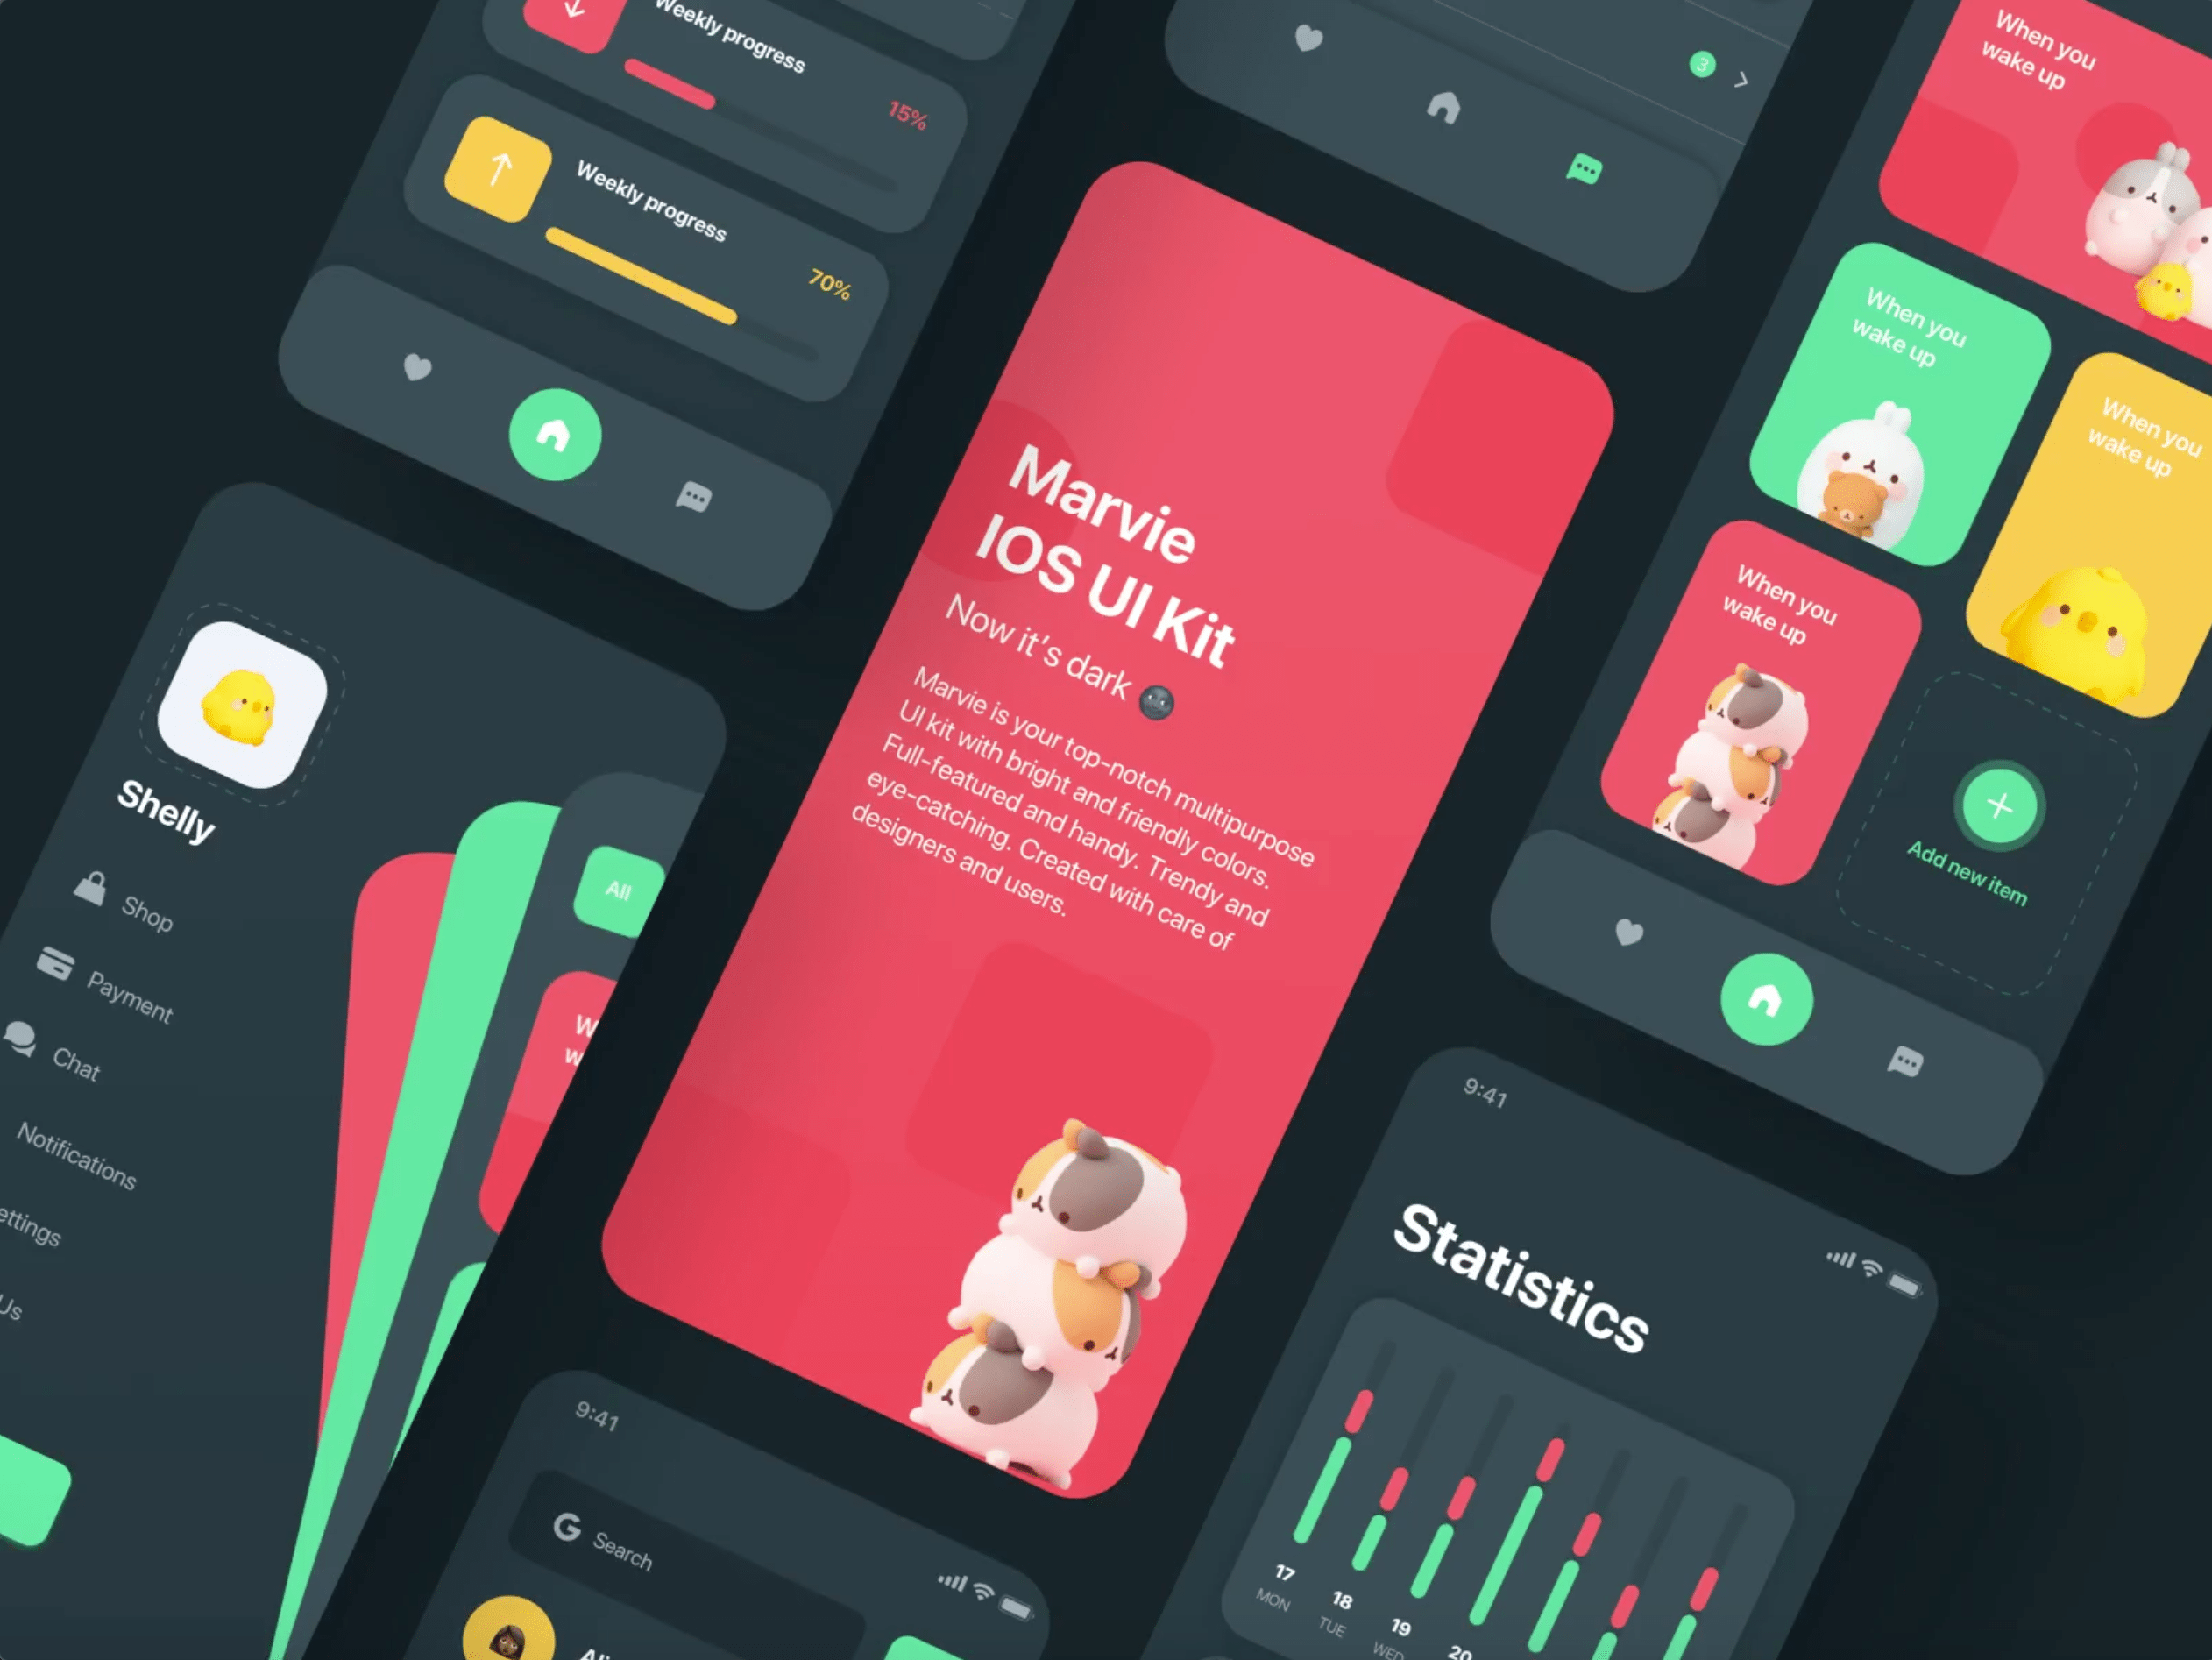 Weekly progress
15%
Weekly progress
70%
3
When you
wake up
When you
wake up
When you
wake up
When you
wake up
Add new item
Marvie
IOS UI Kit
Now it's dark 🌚
Marvie is your top-notch multipurpose
UI kit with bright and friendly colors.
Full-featured and handy. Trendy and
eye-catching. Created with care of
designers and users.
Shelly
Shop
Payment
Chat
Notifications
ettings
Us
All
9:41
G Search
9:41
Statistics
17
MON
18
TUE
19
WED
20